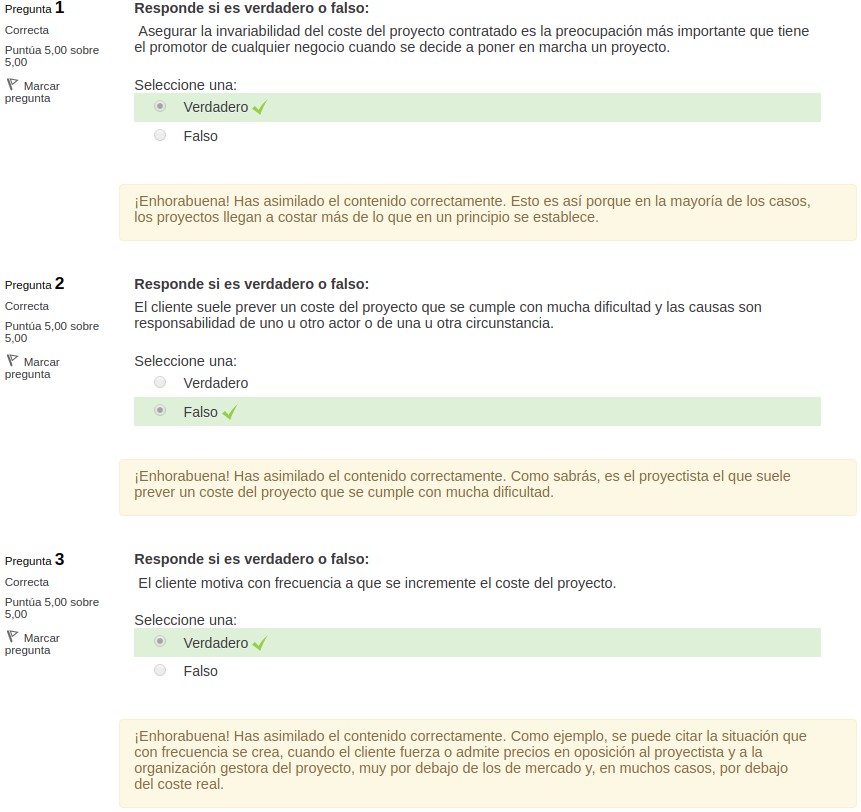 Pregunta 1
Correcta
Puntúa 5,00 sobre
5,00
Marcar
pregunta
Responde si es verdadero o falso:
Asegurar la invariabilidad del coste del proyecto contratado es la preocupación más importante que tiene
el promotor de cualquier negocio cuando se decide a poner en marcha un proyecto.
Seleccione una:
Verdadero
Falso
¡Enhorabuena! Has asimilado el contenido correctamente. Esto es así porque en la mayoría de los casos,
los proyectos llegan a costar más de lo que en un principio se establece.
Pregunta 2
Correcta
Puntúa 5,00 sobre
5,00
Marcar
pregunta
Responde si es verdadero o falso:
El cliente suele prever un coste del proyecto que se cumple con mucha dificultad y las causas son
responsabilidad de uno u otro actor o de una u otra circunstancia.
Seleccione una:
Verdadero
Falso
¡Enhorabuena! Has asimilado el contenido correctamente. Como sabrás, es el proyectista el que suele
prever un coste del proyecto que se cumple con mucha dificultad.
Pregunta 3
Correcta
Puntúa 5,00 sobre
5,00
Marcar
pregunta
Responde si es verdadero o falso:
El cliente motiva con frecuencia a que se incremente el coste del proyecto.
Seleccione una:
Verdadero
Falso
¡Enhorabuena! Has asimilado el contenido correctamente. Como ejemplo, se puede citar la situación que
con frecuencia se crea, cuando el cliente fuerza o admite precios en oposición al proyectista y a la
organización gestora del proyecto, muy por debajo de los de mercado y, en muchos casos, por debajo
del coste real.